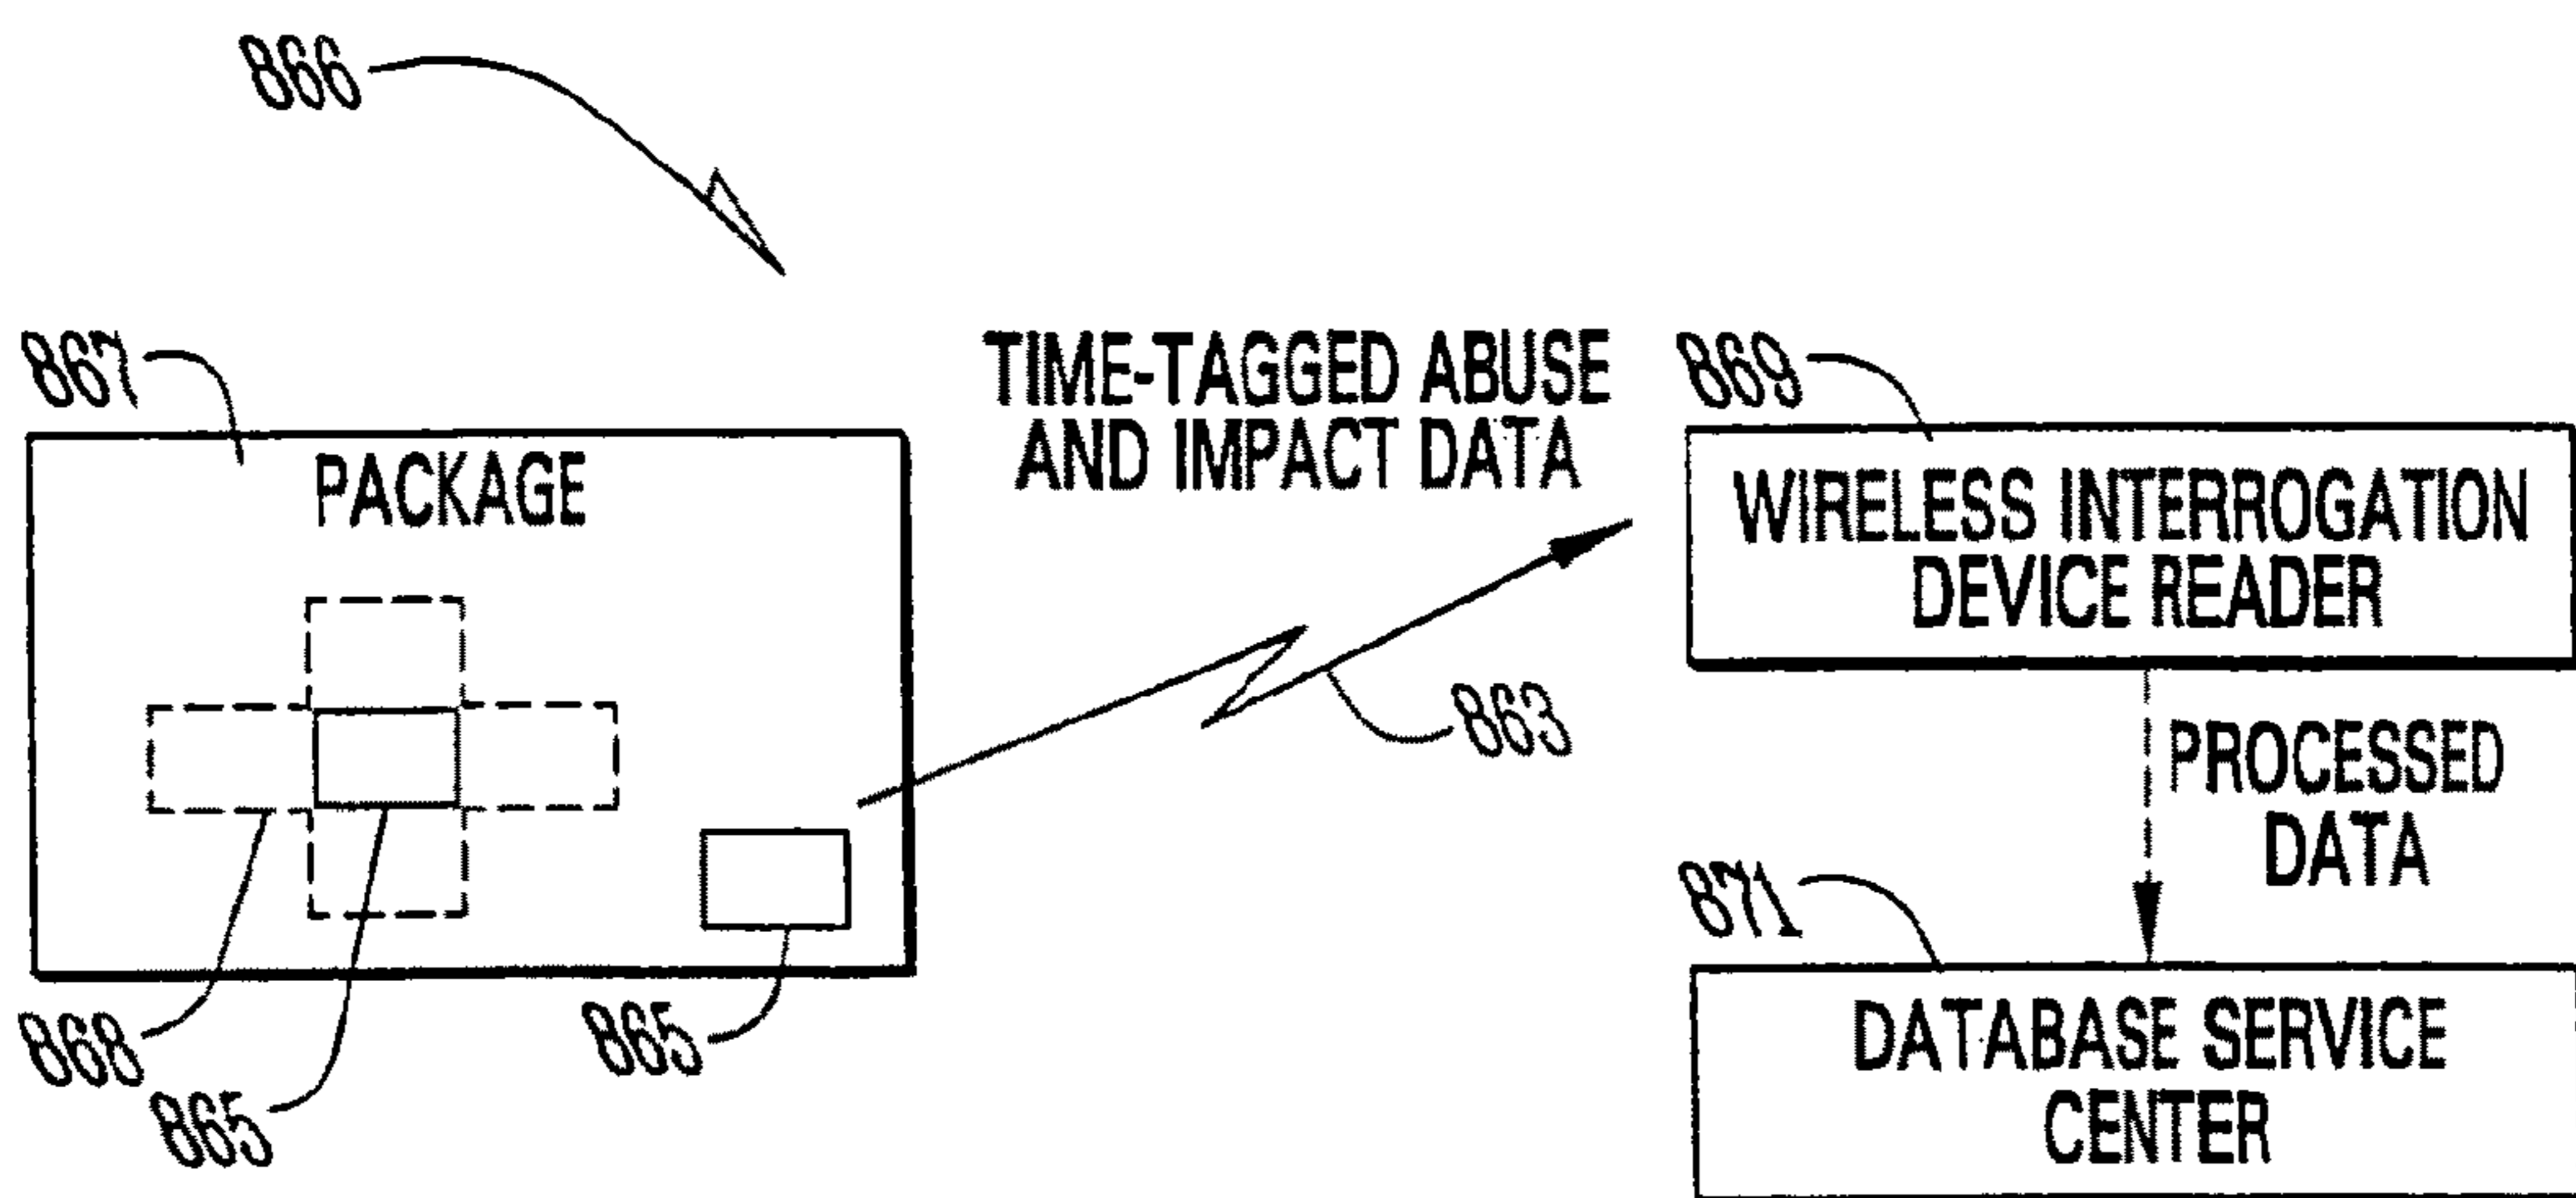 866
867
PACKAGE
868
865
865
TIME-TAGGED ABUSE
AND IMPACT DATA
863
869
WIRELESS INTERROGATION
DEVICE READER
PROCESSED
DATA
871
DATABASE SERVICE
CENTER